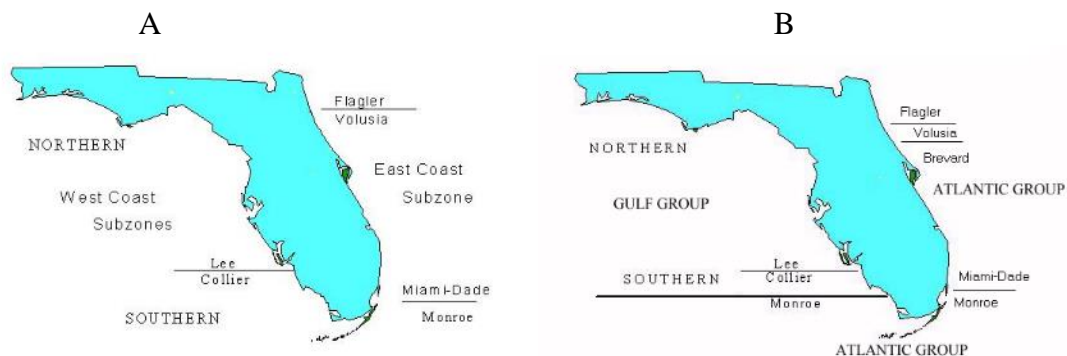 A
Flagler
Volusia
NORTHERN
East Coast
Subzone
West Coast
Subzones
Lee
Collier
Miami-Dade
Monroe
SOUTHERN
B
Flagler
Volusia
Brevard
NORTHERN
ATLANTIC GROUP
GULF GROUP
Lee
Collier
SOUTHERN
Miami-Dade
Monroe
Monroe
ATLANTIC GROUP